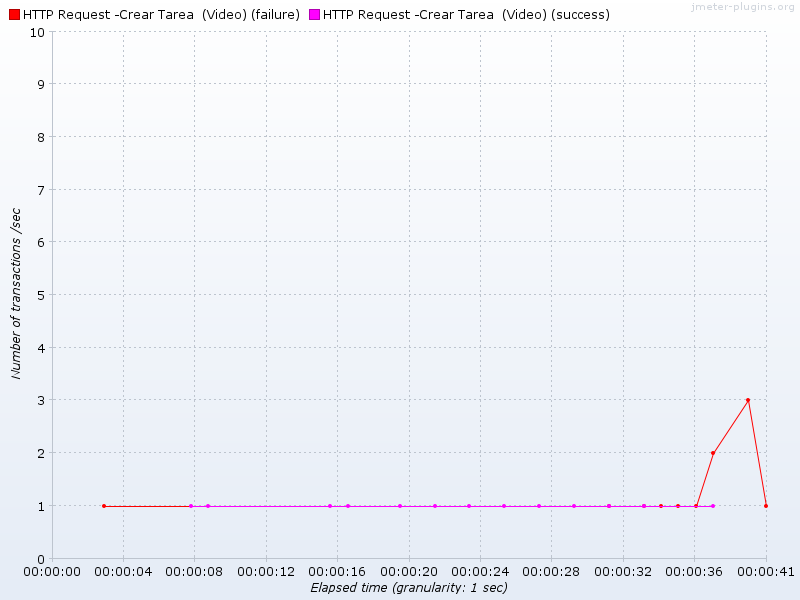 HTTP Request -Crear Tarea  (Video) (failure) HTTP Request -Crear Tarea  (Video) (success)
jmeter-plugins.org
10
9
8
7
6
5
4
3
2
1
0
Number of transactions /sec
00:00:00 00:00:04 00:00:08 00:00:12 00:00:16 00:00:20 00:00:24 00:00:28 00:00:32 00:00:36 00:00:41
Elapsed time (granularity: 1 sec)